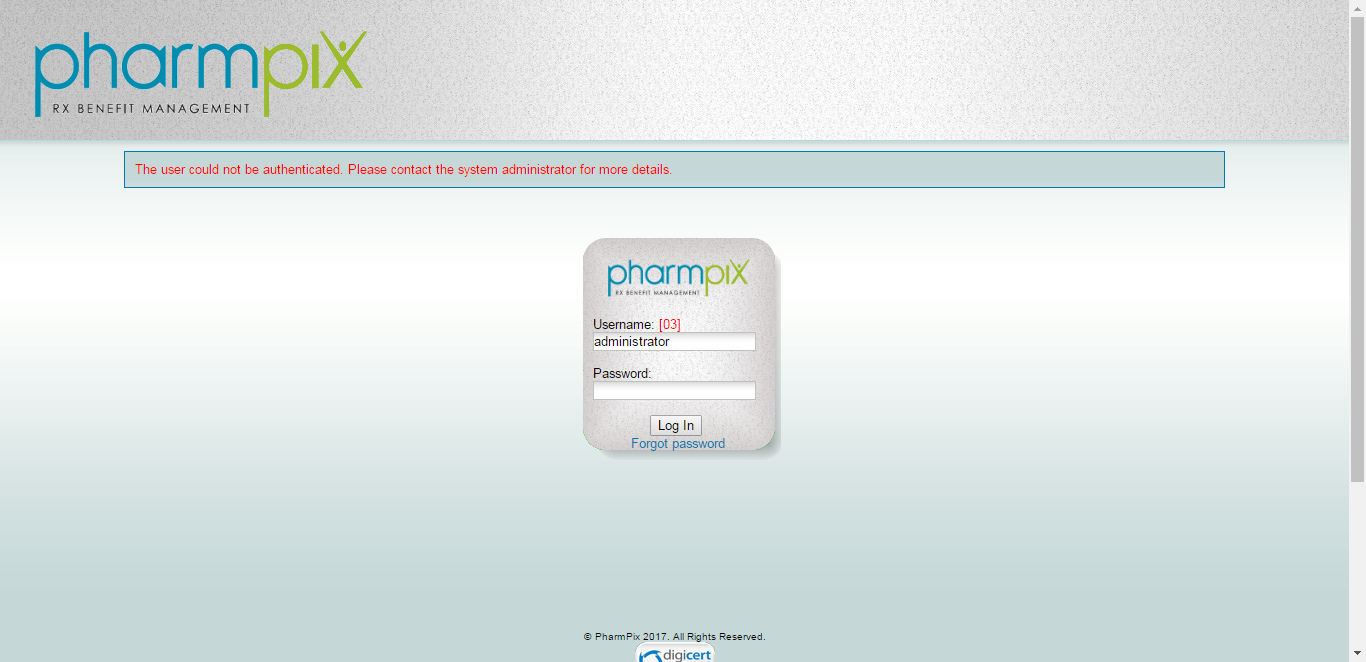 pharmpix
RX BENEFIT MANAGEMENT
The user could not be authenticated. Please contact the system administrator for more details.
pharmpix
RX BENEFIT MANAGEMENT
Username: [03]
administrator
Password:
Log In
Forgot password
© PharmPix 2017. All Rights Reserved.
digicert